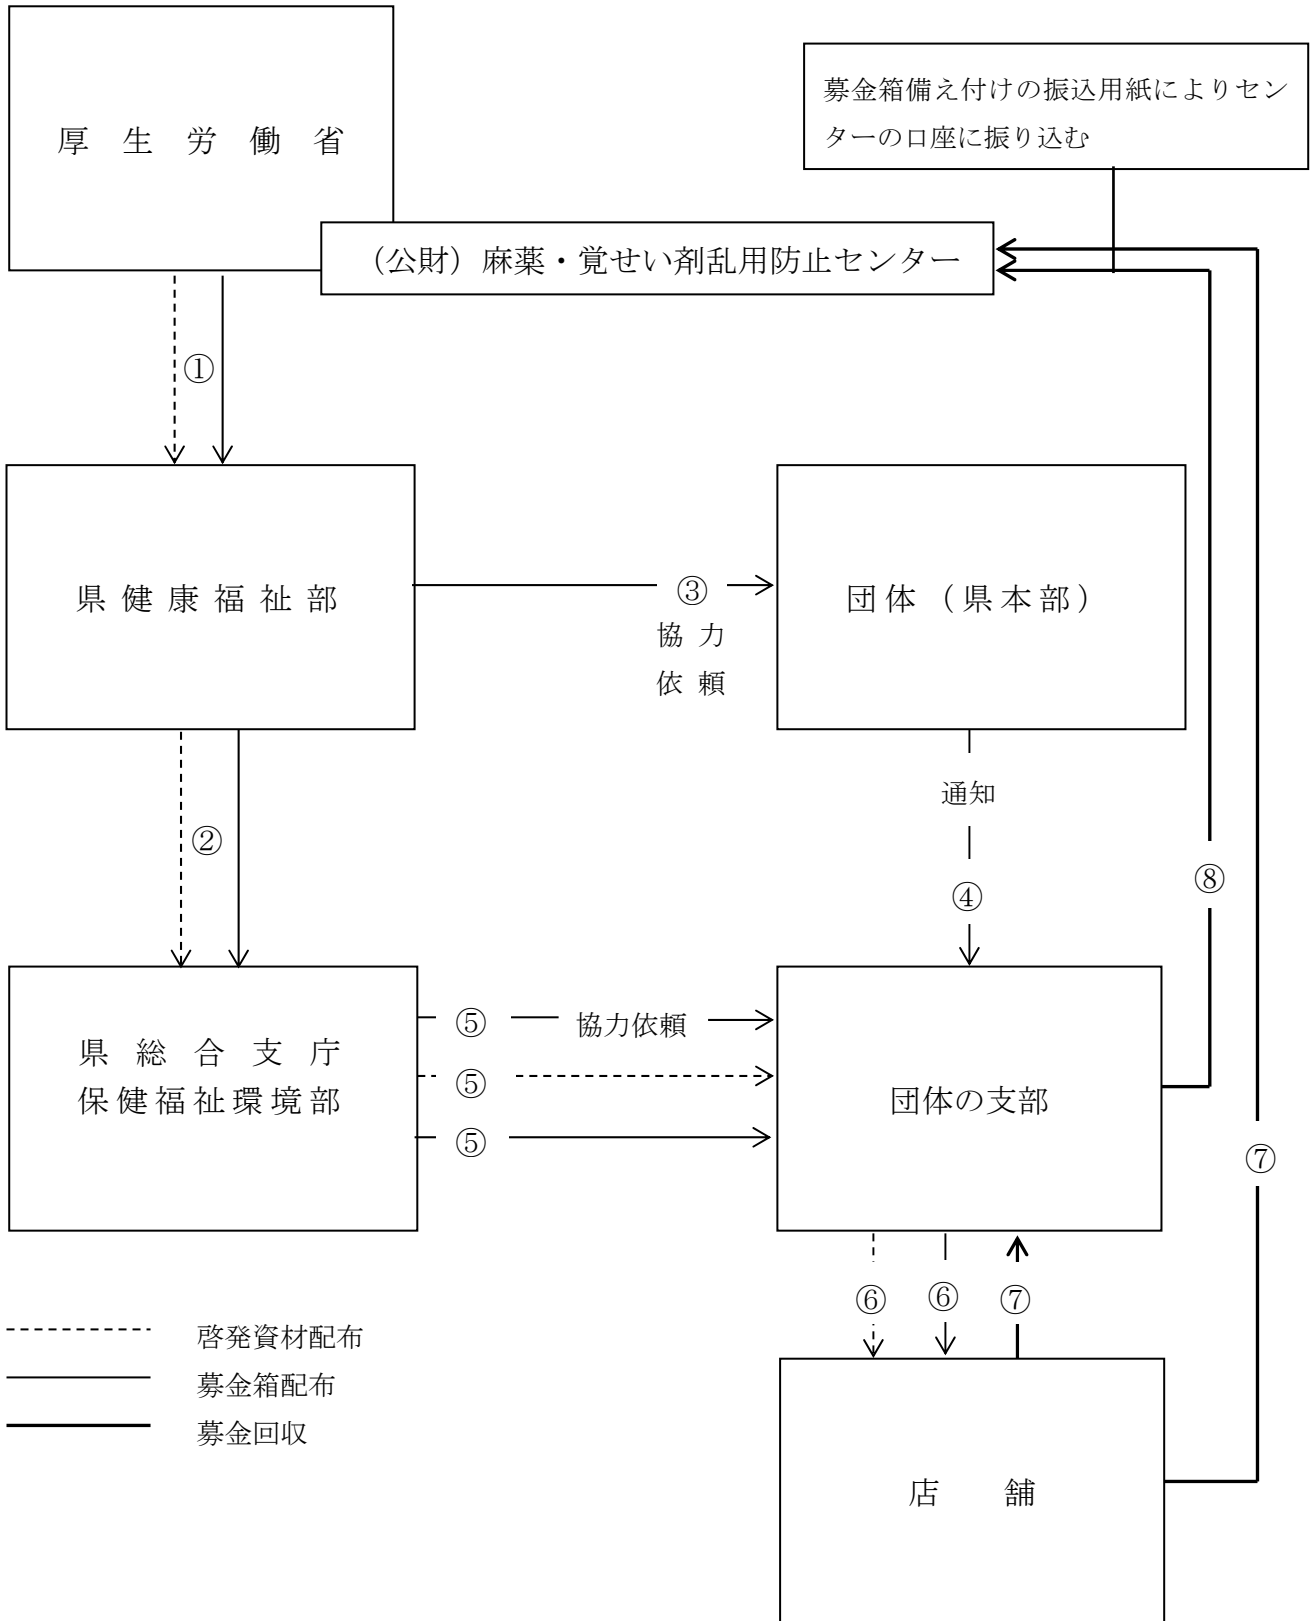 厚生労働省
募金箱備え付けの振込用紙によりセン
ターの口座に振り込む
（公財）麻薬・覚せい剤乱用防止センター
①
県健康福祉部
③
協力
依頼
団体（県本部）
②
通知
④
⑧
県総合支庁
保健福祉環境部
⑤
協力依頼
⑤
⑤
団体の支部
⑦
⑥
⑥
⑦
啓発資材配布
募金箱配布
募金回収
店舗